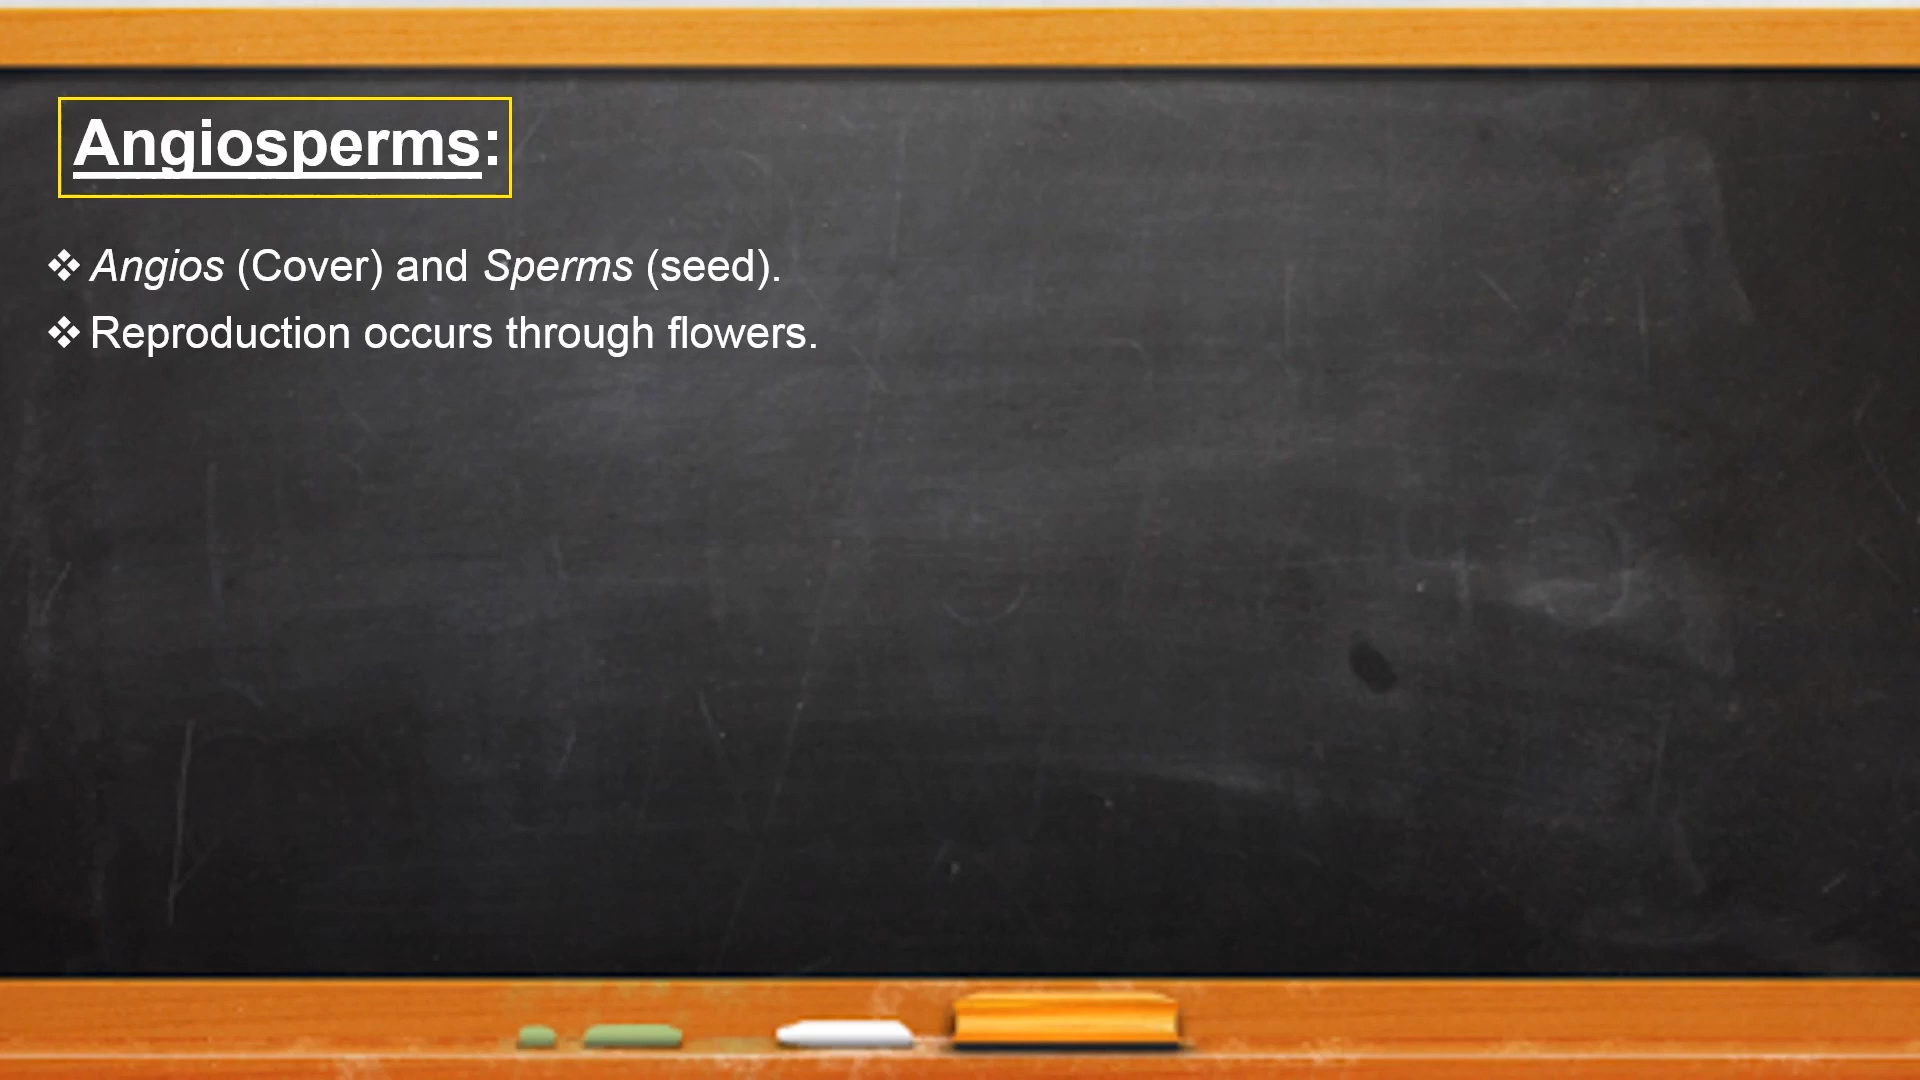 Angiosperms:
❖ Angios (Cover) and Sperms (seed).
❖ Reproduction occurs through flowers.